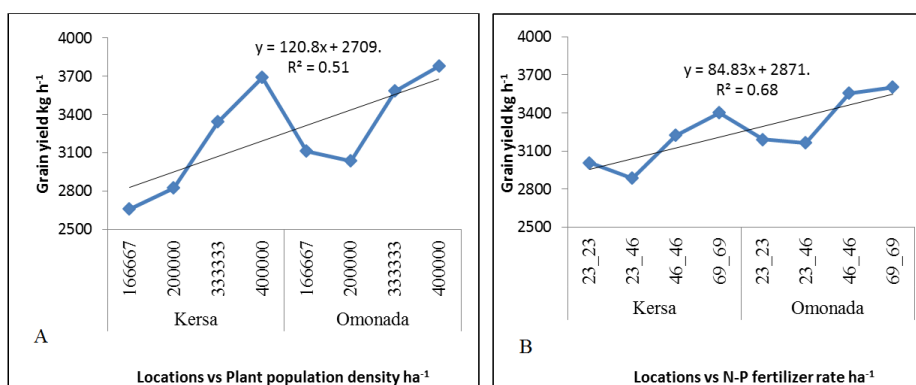 4000
3700
3400
3100
2800
2500
Grain yield kg h⁻¹
y = 120.8x + 2709.
R² = 0.51
166667
200000
333333
400000
166667
200000
333333
400000
Kersa
Omonada
A
Locations vs Plant population density ha⁻¹
4000
3700
3400
3100
2800
2500
Grain yield kg h⁻¹
y = 84.83x + 2871.
R² = 0.68
23_23
23_46
46_46
69_69
23_23
23_46
46_46
69_69
Kersa
Omonada
B
Locations vs N-P fertilizer rate ha⁻¹